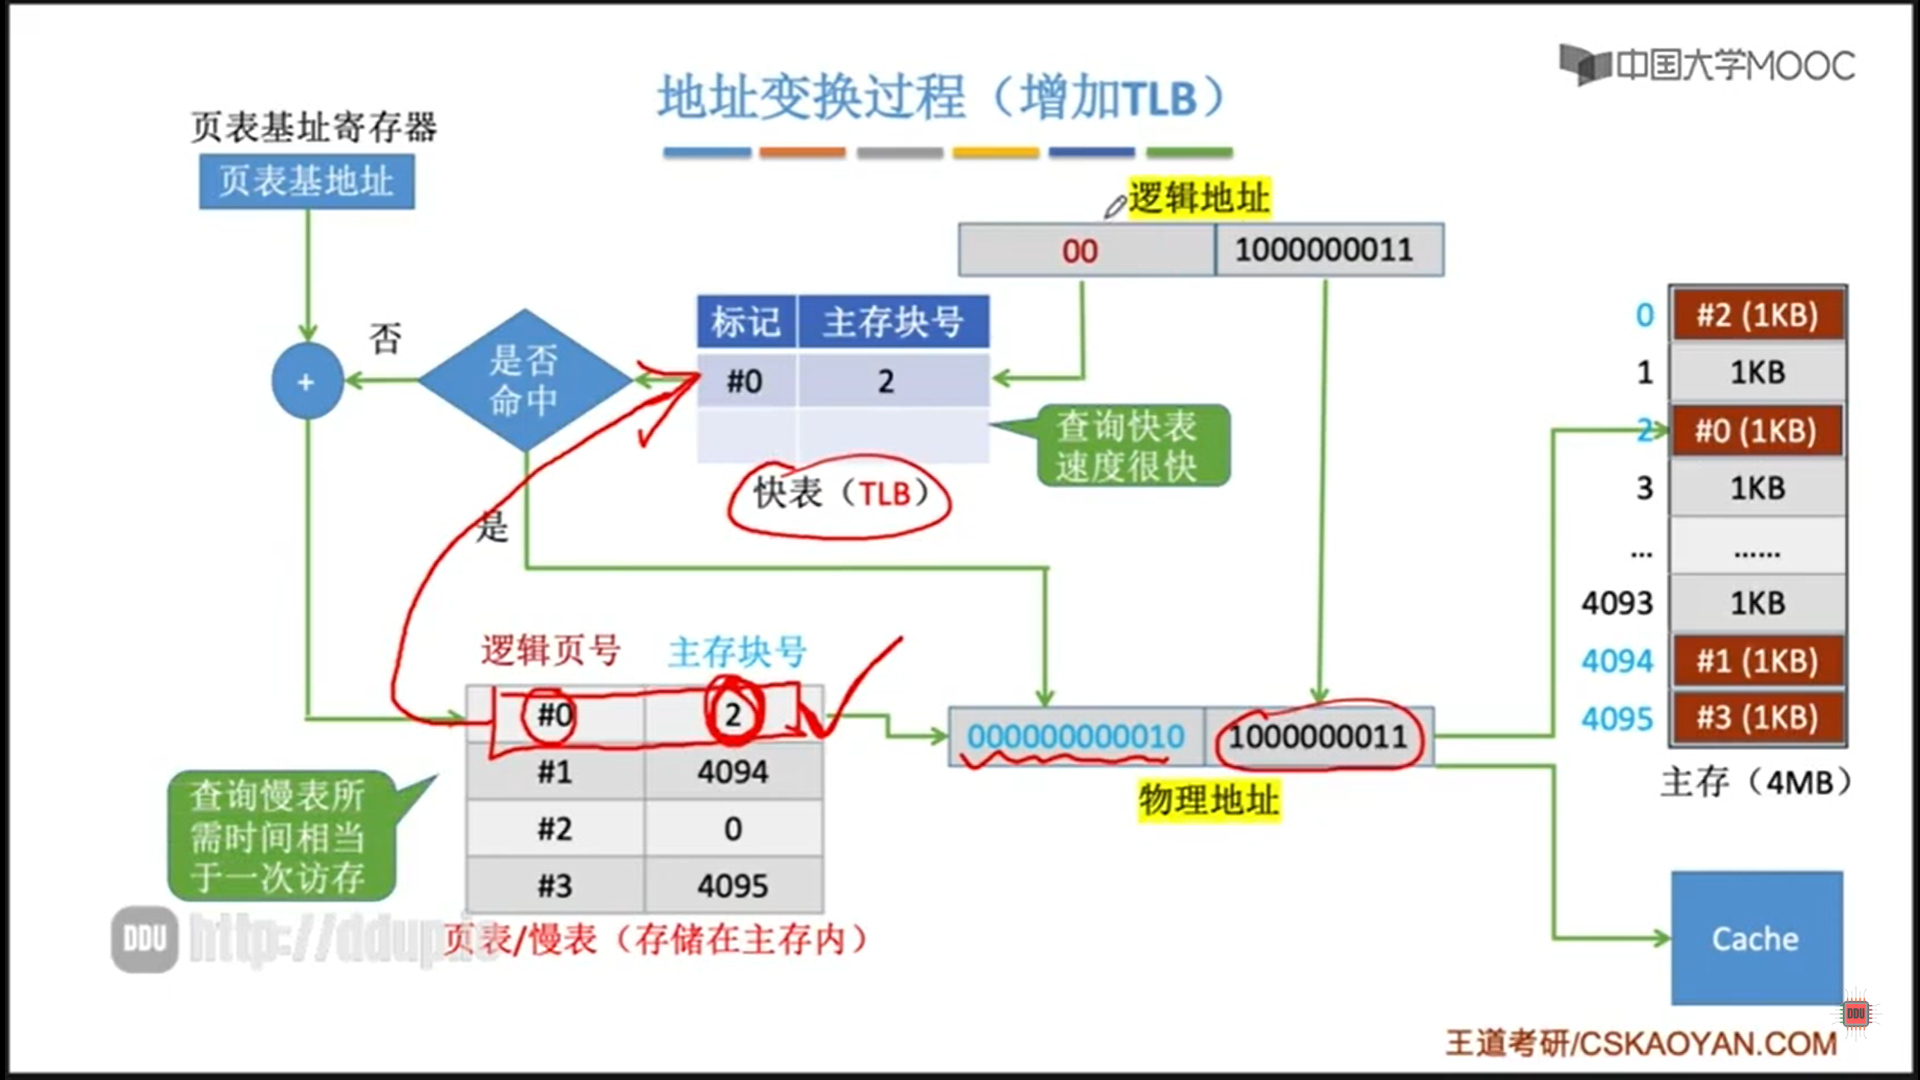 中国大学MOOC
地址变换过程（增加TLB）
页表基址寄存器
页表基地址
逻辑地址
00 1000000011
标记 主存块号
#0 2
否
是否
命中
+
查询快表
速度很快
快表（TLB）
是
0 #2 (1KB)
1 1KB
2 #0 (1KB)
3 1KB
... ......
4093 1KB
4094 #1 (1KB)
4095 #3 (1KB)
主存（4MB）
逻辑页号 主存块号
#0 2
#1 4094
#2 0
#3 4095
页表/慢表（存储在主存内）
查询慢表所
需时间相当
于一次访存
000000000010 1000000011
物理地址
Cache
DDU http://ddup.io
DDU
王道考研/CSKAOYAN.COM